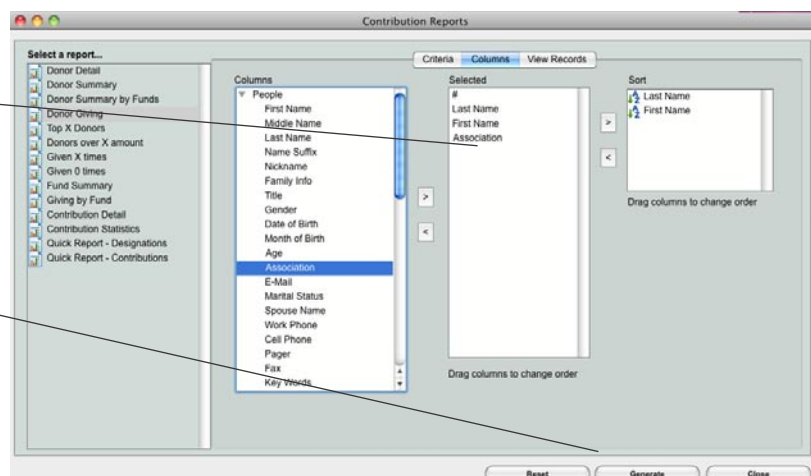 Contribution Reports
Select a report...
Donor Detail
Donor Summary
Donor Summary by Funds
Donor Giving
Top X Donors
Donors over X amount
Given X times
Given 0 times
Fund Summary
Giving by Fund
Contribution Detail
Contribution Statistics
Quick Report - Designations
Quick Report - Contributions
Criteria Columns View Records
Columns
People
First Name
Middle Name
Last Name
Name Suffix
Nickname
Family Info
Title
Gender
Date of Birth
Month of Birth
Age
Association
E-Mail
Marital Status
Spouse Name
Work Phone
Cell Phone
Pager
Fax
Key Words
>
<
Selected
#
Last Name
First Name
Association
Drag columns to change order
>
<
Sort
Last Name
First Name
Drag columns to change order
Reset Generate Close